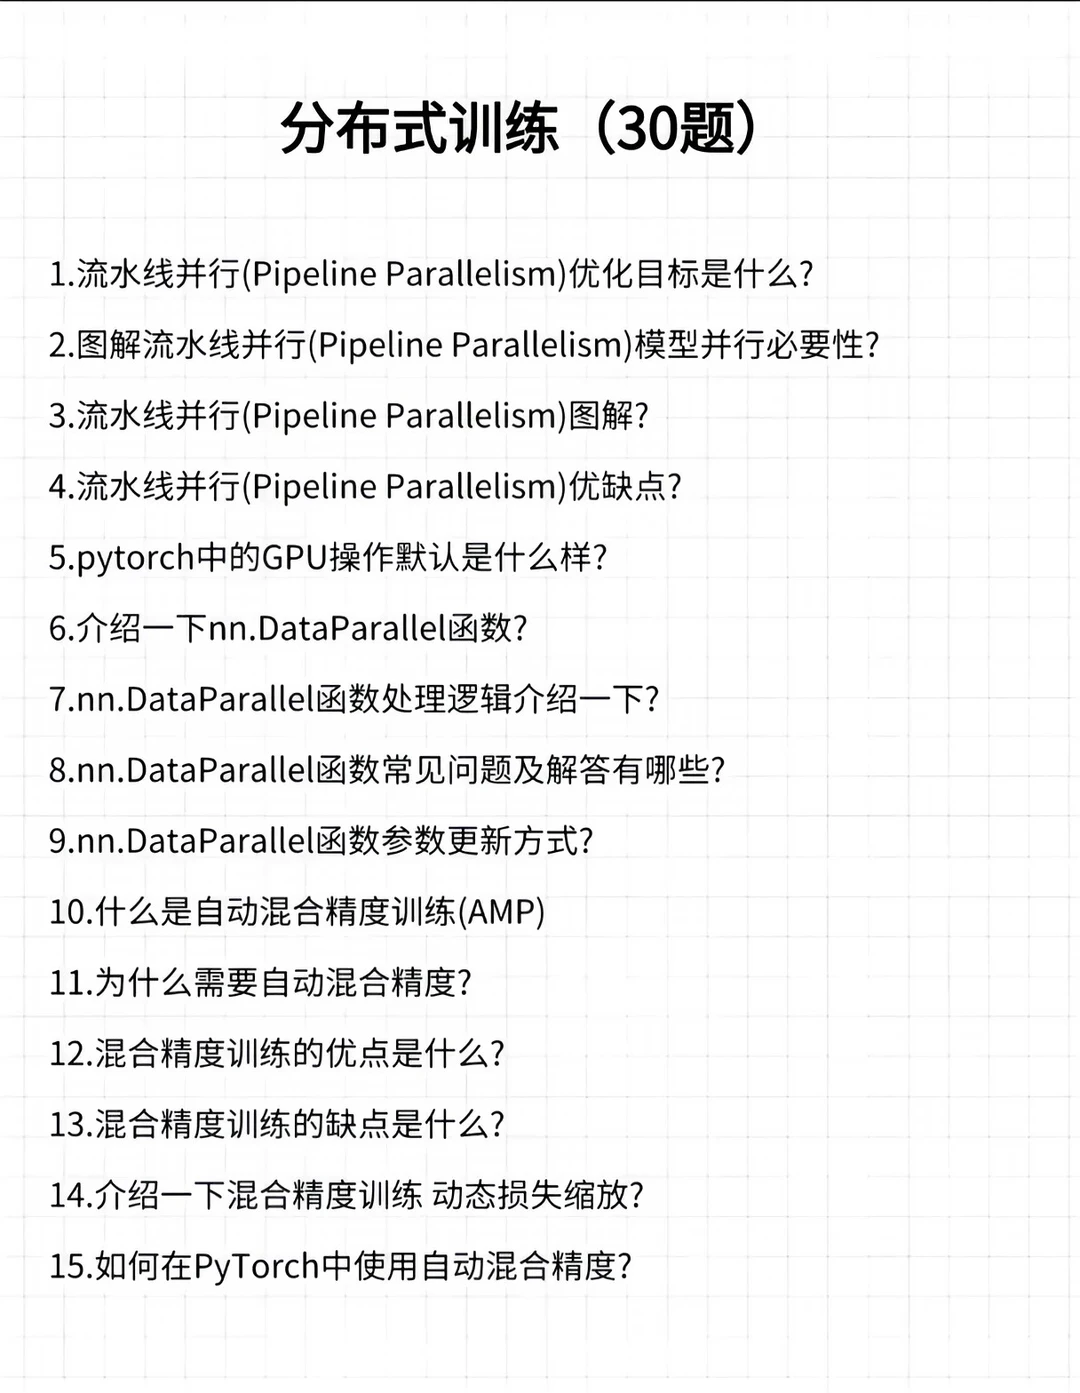 分布式训练（30题）
1.流水线并行(Pipeline Parallelism)优化目标是什么?
2.图解流水线并行(Pipeline Parallelism)模型并行必要性?
3.流水线并行(Pipeline Parallelism)图解?
4.流水线并行(Pipeline Parallelism)优缺点?
5.pytorch中的GPU操作默认是什么样?
6.介绍一下nn.DataParallel函数?
7.nn.DataParallel函数处理逻辑介绍一下?
8.nn.DataParallel函数常见问题及解答有哪些?
9.nn.DataParallel函数参数更新方式?
10.什么是自动混合精度训练(AMP)
11.为什么需要自动混合精度?
12.混合精度训练的优点是什么?
13.混合精度训练的缺点是什么?
14.介绍一下混合精度训练 动态损失缩放?
15.如何在PyTorch中使用自动混合精度?